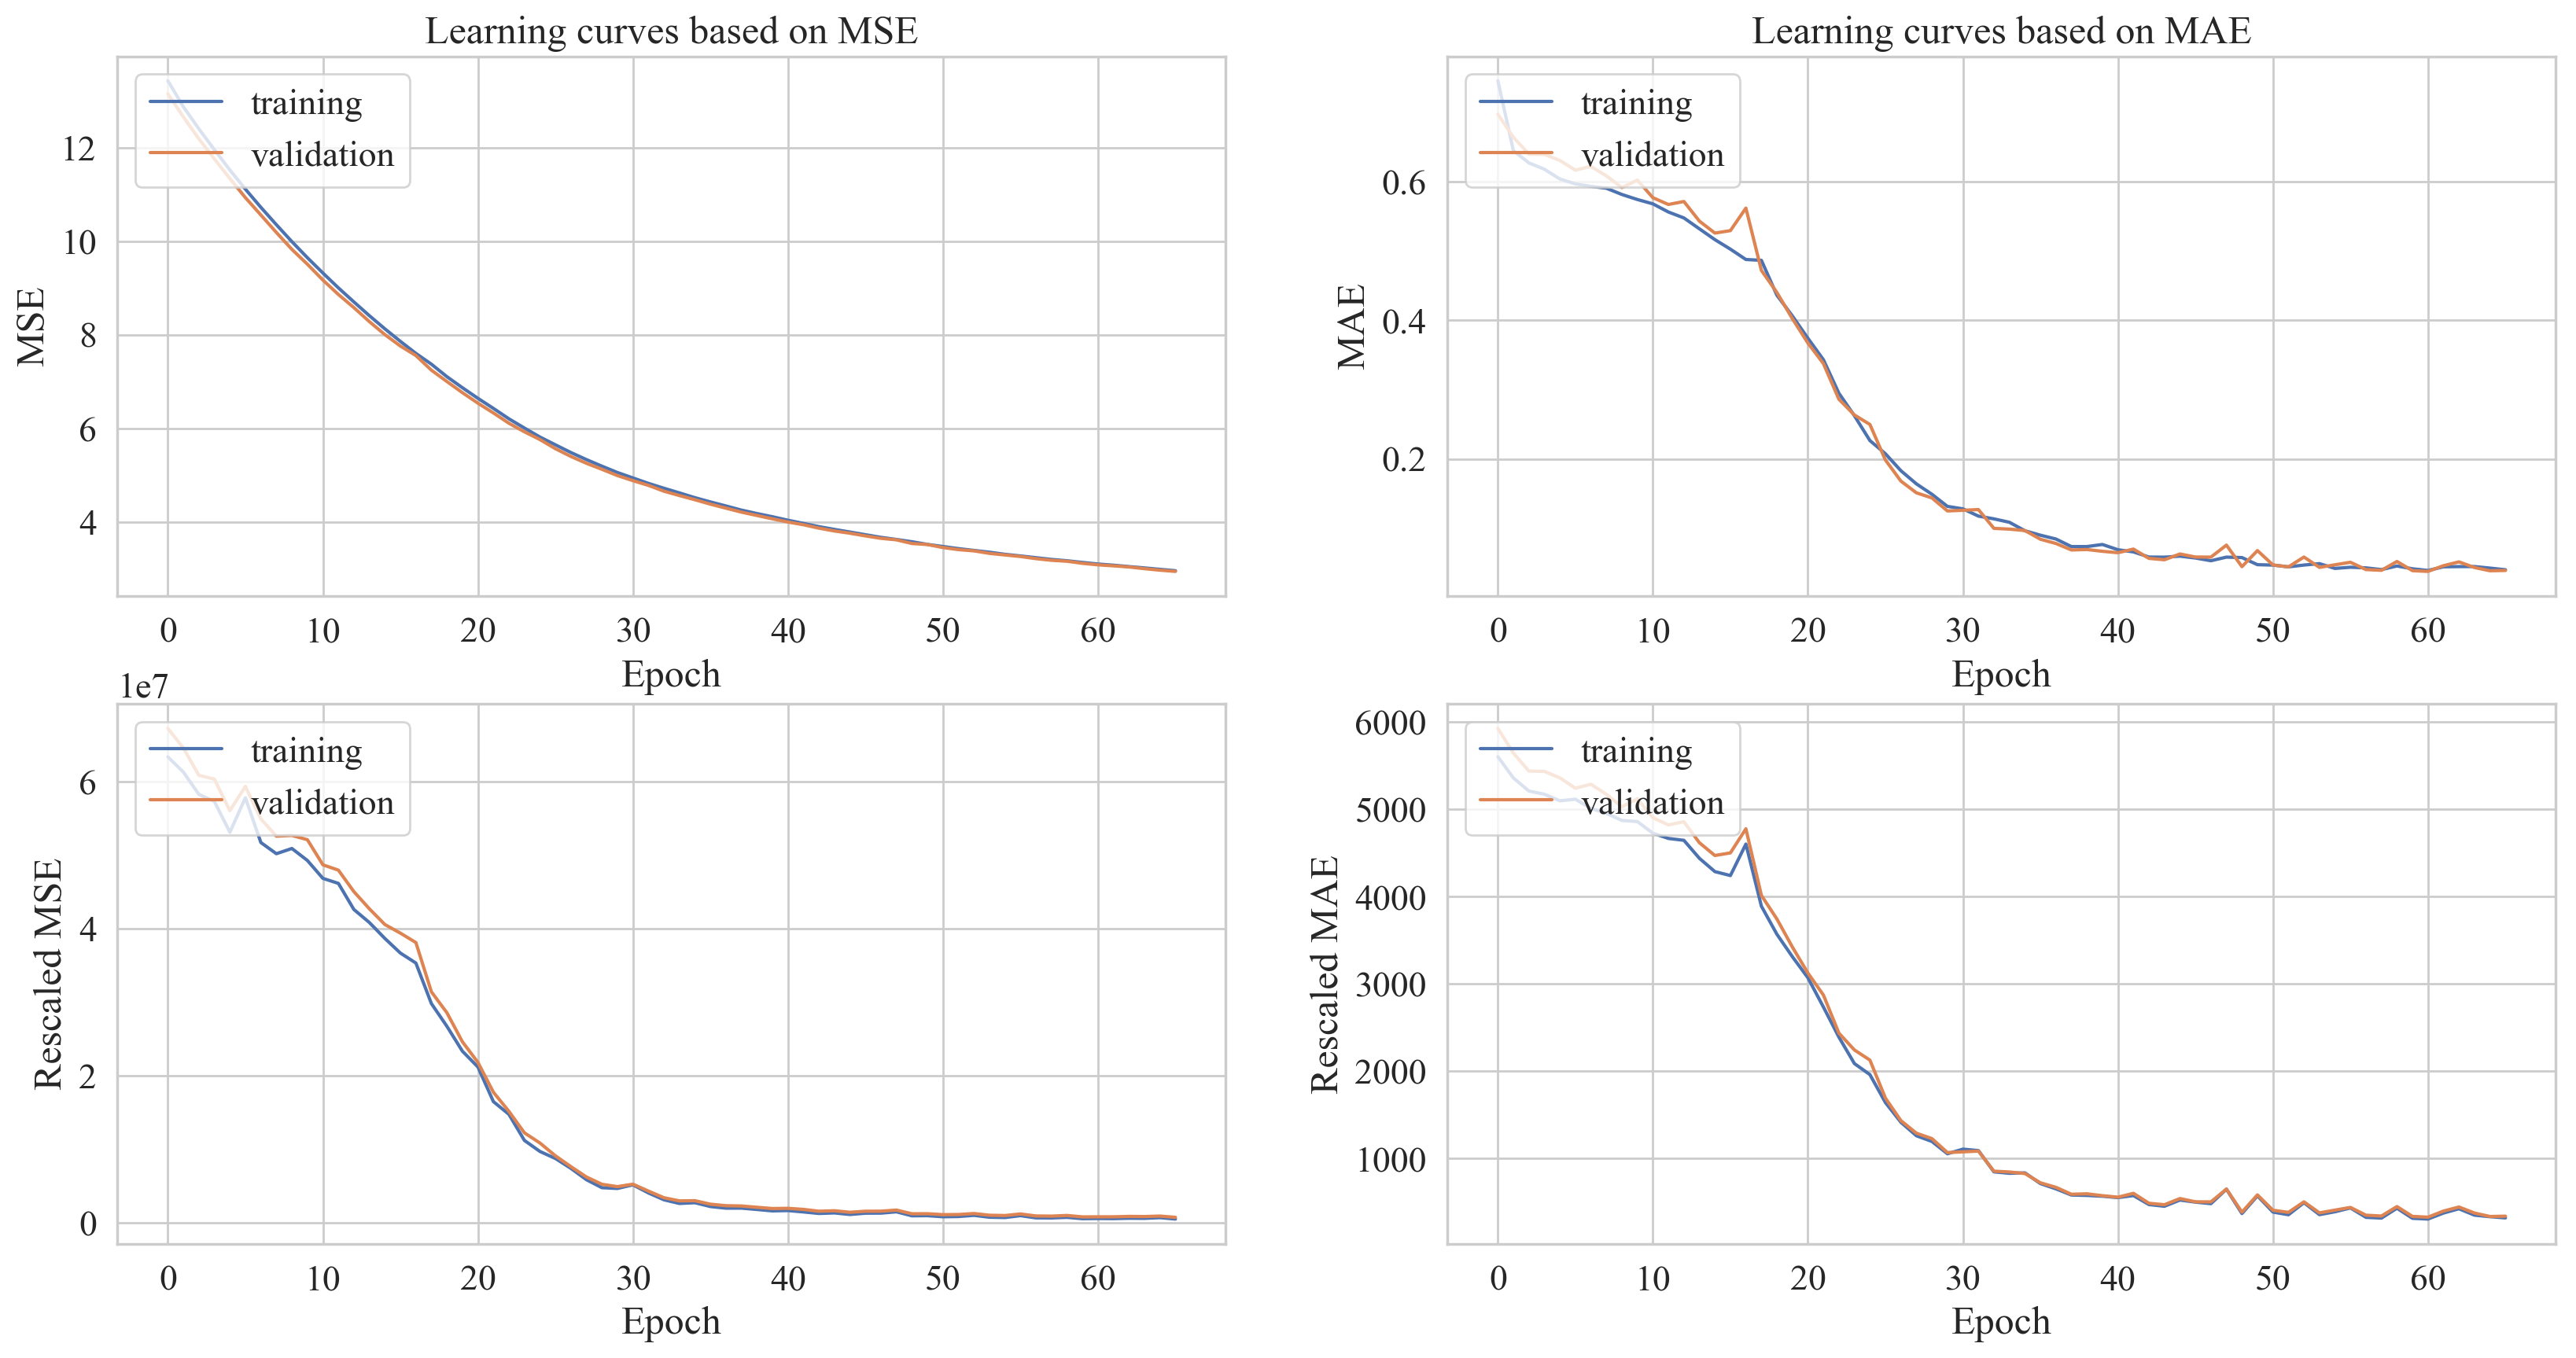 Learning curves based on MSE
training
validation
12
10
8
6
4
MSE
0 10 20 30 40 50 60
Epoch
Learning curves based on MAE
training
validation
0.6
0.4
0.2
MAE
0 10 20 30 40 50 60
Epoch
1e7
training
validation
6
4
2
0
Rescaled MSE
0 10 20 30 40 50 60
Epoch
training
validation
6000
5000
4000
3000
2000
1000
Rescaled MAE
0 10 20 30 40 50 60
Epoch